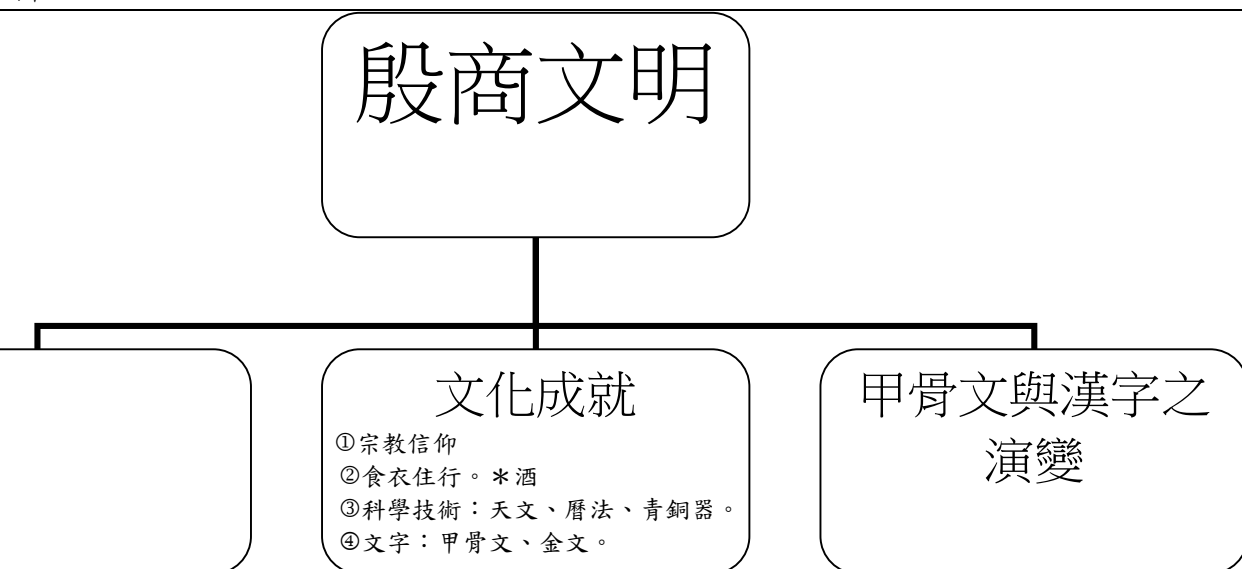 殷商文明
文化成就
①宗教信仰
②食衣住行。＊酒
③科學技術：天文、曆法、青銅器。
④文字：甲骨文、金文。
甲骨文與漢字之
演變